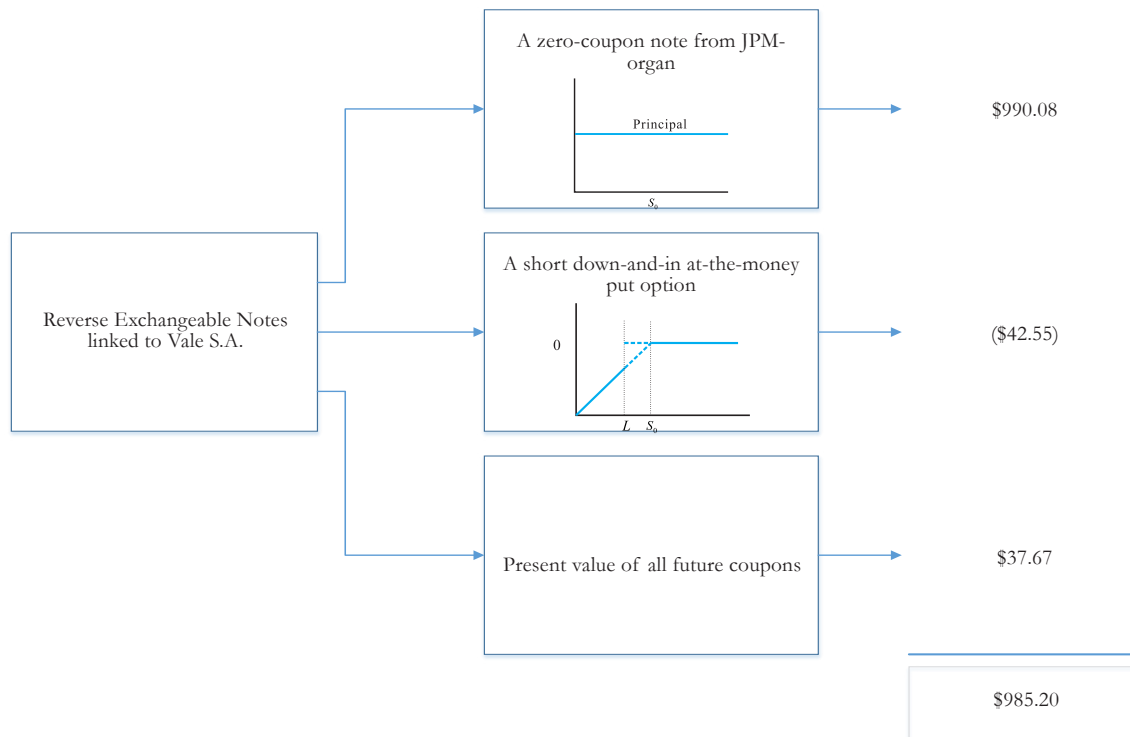 Reverse Exchangeable Notes
linked to Vale S.A.
A zero-coupon note from JPM-
organ
Principal
S₀
$990.08
A short down-and-in at-the-money
put option
0
L S₀
($42.55)
Present value of all future coupons
$37.67
$985.20